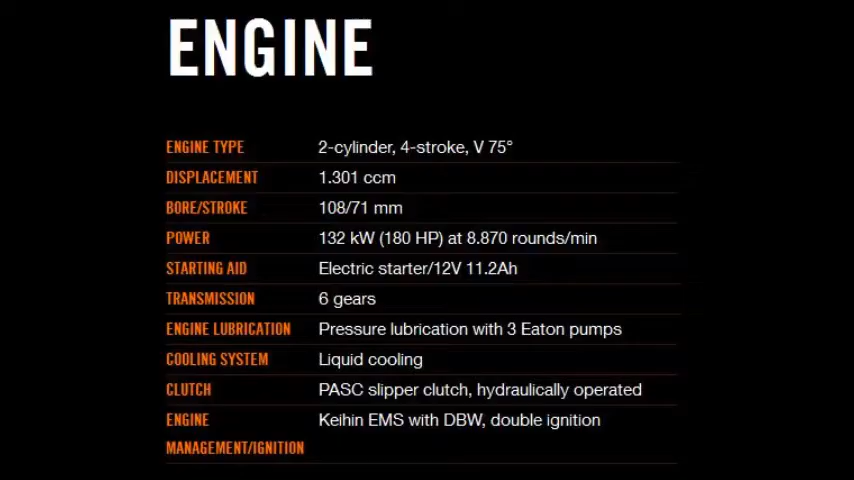 ENGINE
ENGINE TYPE 2-cylinder, 4-stroke, V 75°
DISPLACEMENT 1.301 ccm
BORE/STROKE 108/71 mm
POWER 132 kW (180 HP) at 8.870 rounds/min
STARTING AID Electric starter/12V 11.2Ah
TRANSMISSION 6 gears
ENGINE LUBRICATION Pressure lubrication with 3 Eaton pumps
COOLING SYSTEM Liquid cooling
CLUTCH PASC slipper clutch, hydraulically operated
ENGINE Keihin EMS with DBW, double ignition
MANAGEMENT/IGNITION